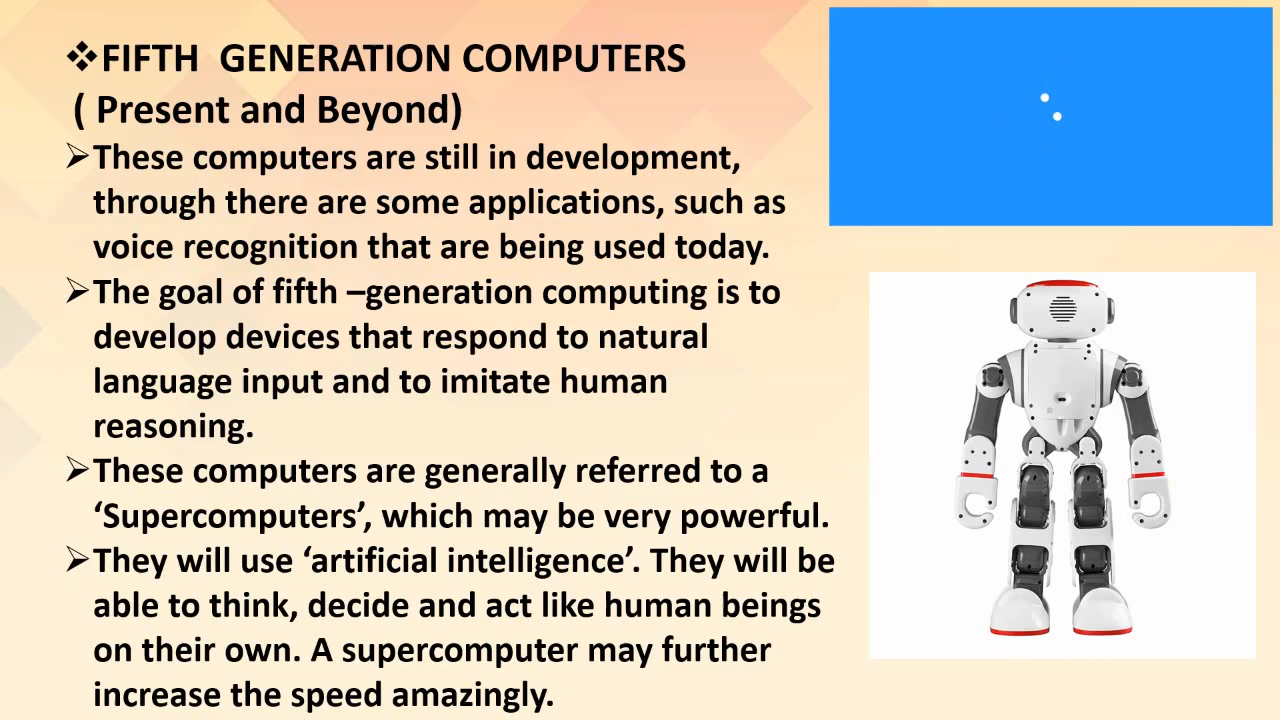 ❖FIFTH GENERATION COMPUTERS
( Present and Beyond)
➢These computers are still in development,
through there are some applications, such as
voice recognition that are being used today.
➢The goal of fifth –generation computing is to
develop devices that respond to natural
language input and to imitate human
reasoning.
➢These computers are generally referred to a
‘Supercomputers’, which may be very powerful.
➢They will use ‘artificial intelligence’. They will be
able to think, decide and act like human beings
on their own. A supercomputer may further
increase the speed amazingly.